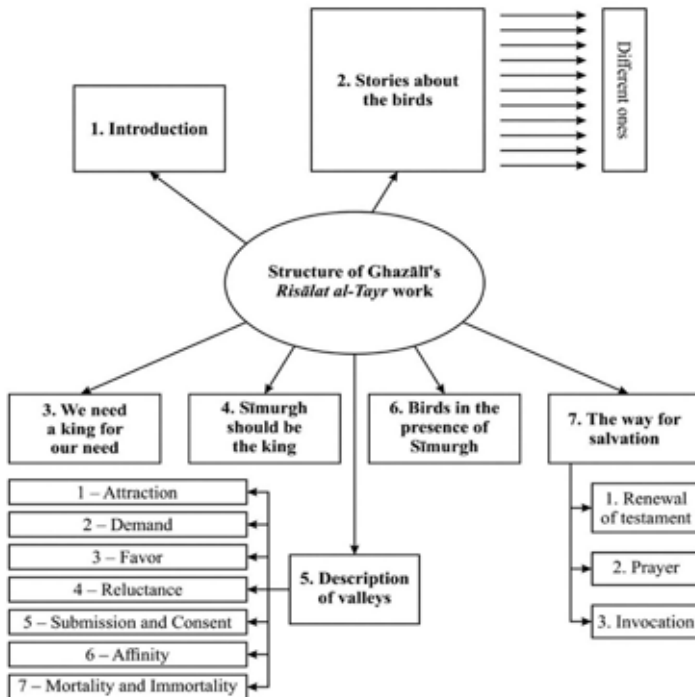 1. Introduction
2. Stories about
the birds
Different ones
Structure of Ghazālī's
Risālat al-Tayr work
3. We need
a king for
our need
4. Sīmurgh
should be
the king
6. Birds in the
presence of
Sīmurgh
7. The way for
salvation
1 – Attraction
2 – Demand
3 – Favor
4 – Reluctance
5 – Submission and Consent
6 – Affinity
7 – Mortality and Immortality
5. Description
of valleys
1. Renewal
of testament
2. Prayer
3. Invocation